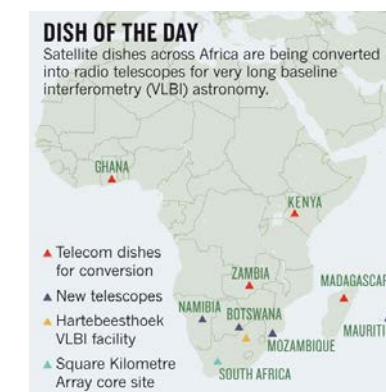 DISH OF THE DAY
Satellite dishes across Africa are being converted
into radio telescopes for very long baseline
interferometry (VLBI) astronomy.
GHANA
KENYA
Telecom dishes
for conversion
New telescopes
Hartebeesthoek
VLBI facility
Square Kilometre
Array core site
ZAMBIA
MADAGASCAR
NAMIBIA
BOTSWANA
MAURITI
MOZAMBIQUE
SOUTH AFRICA